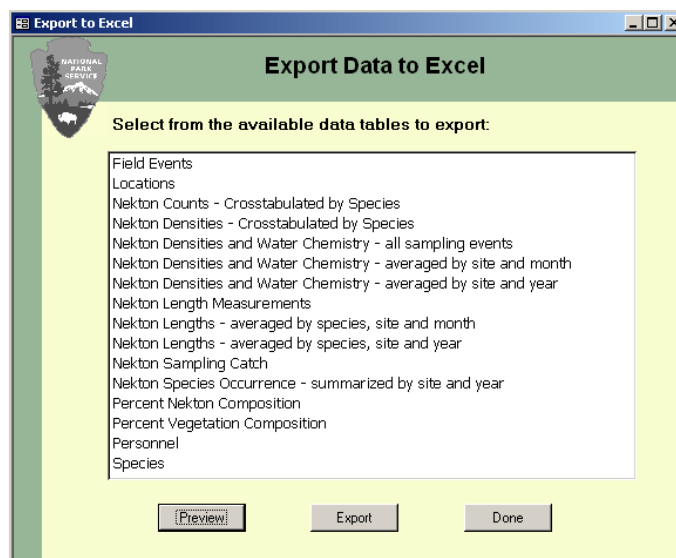 Export to Excel
NATIONAL
PARK
SERVICE
Export Data to Excel
Select from the available data tables to export:
Field Events
Locations
Nekton Counts - Crosstabulated by Species
Nekton Densities - Crosstabulated by Species
Nekton Densities and Water Chemistry - all sampling events
Nekton Densities and Water Chemistry - averaged by site and month
Nekton Densities and Water Chemistry - averaged by site and year
Nekton Length Measurements
Nekton Lengths - averaged by species, site and month
Nekton Lengths - averaged by species, site and year
Nekton Sampling Catch
Nekton Species Occurrence - summarized by site and year
Percent Nekton Composition
Percent Vegetation Composition
Personnel
Species
Preview Export Done